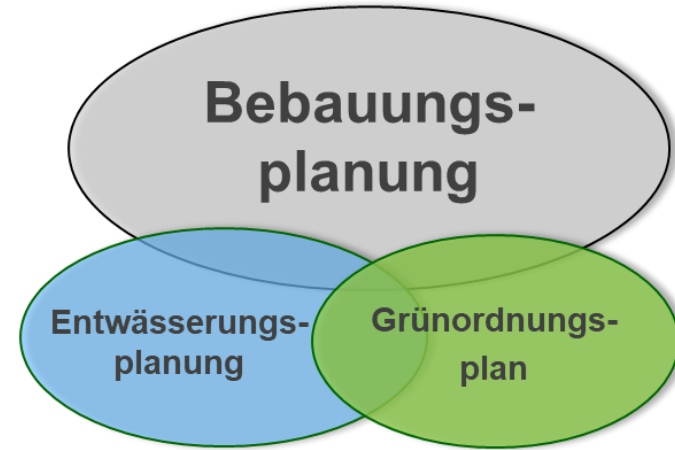 Bebauungs-
planung
Entwässerungs-
planung
Grünordnungs-
plan